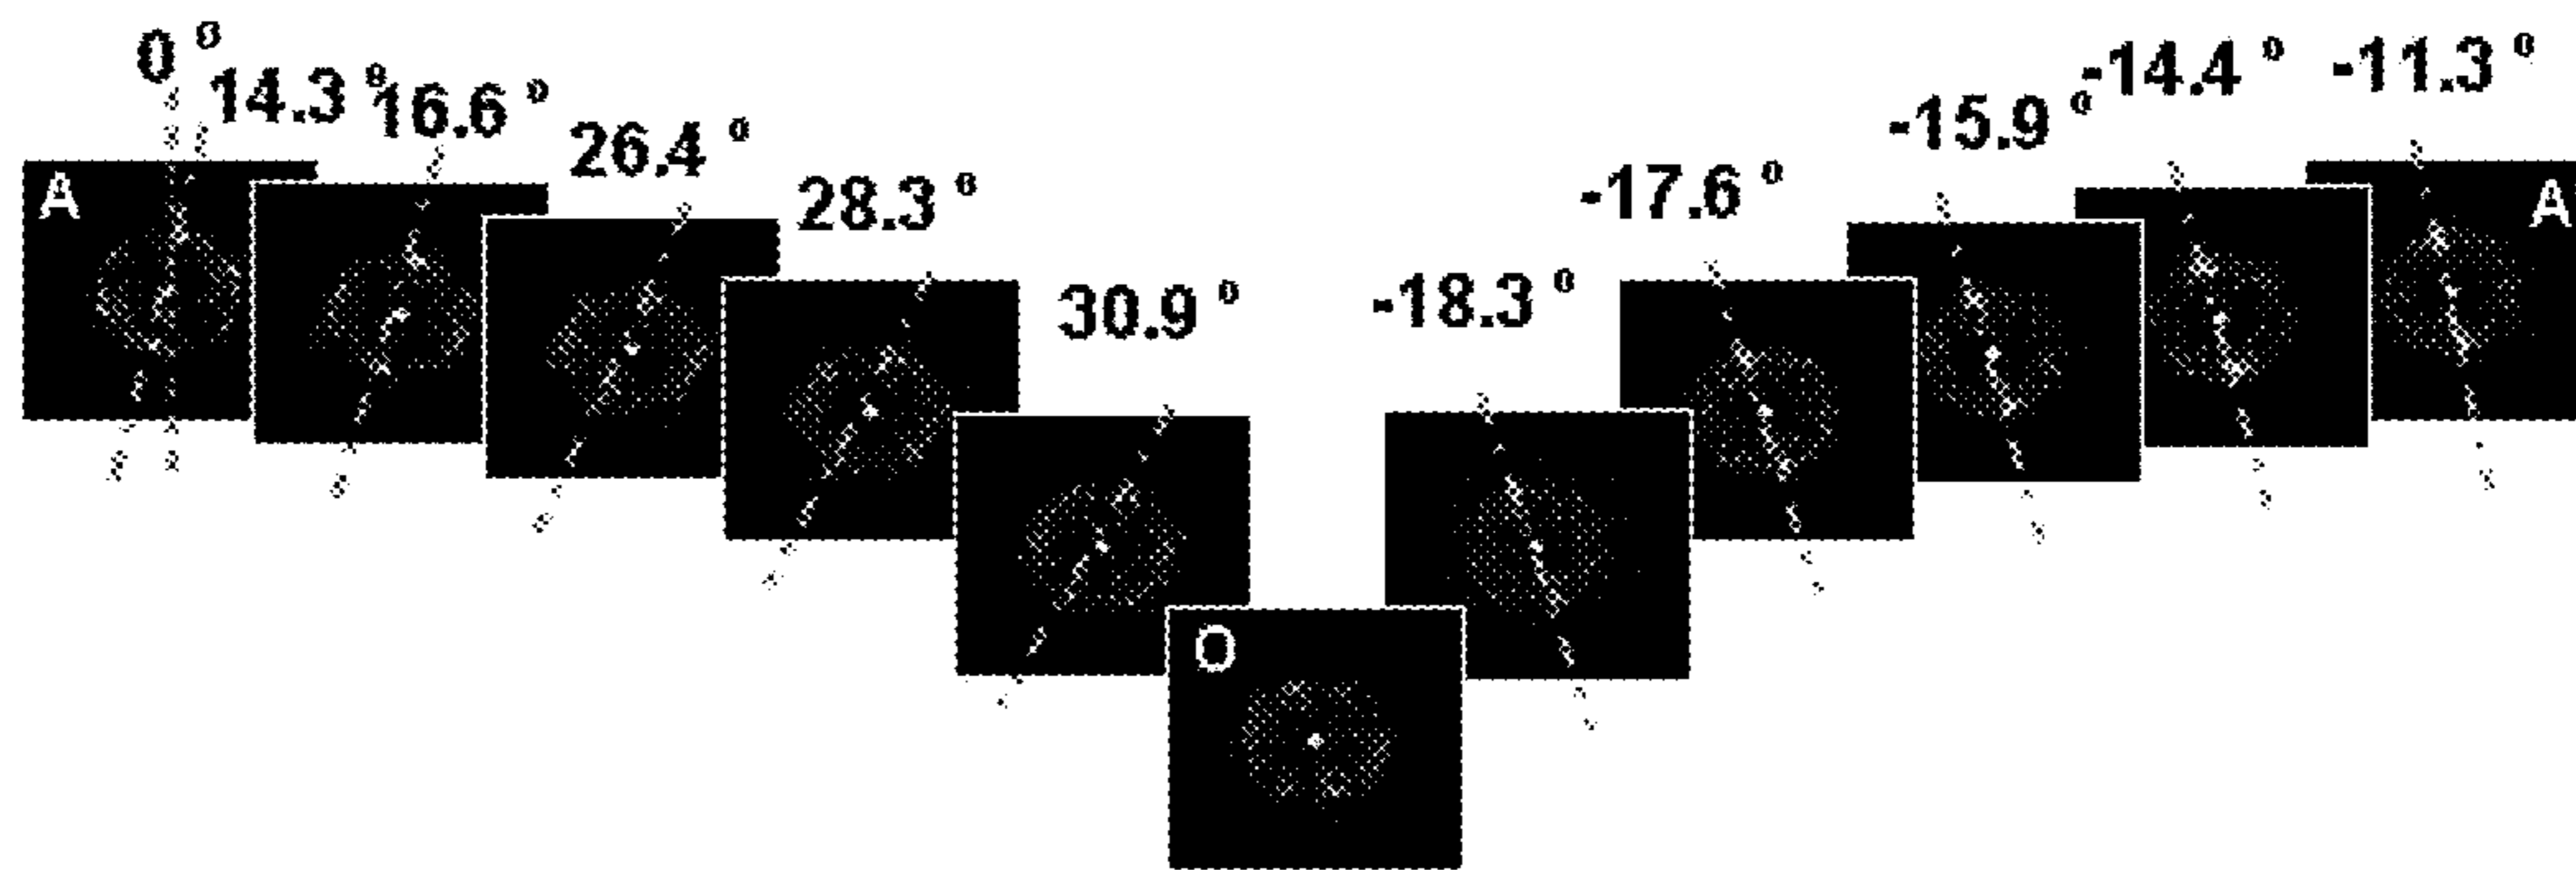 0 º
14.3 º
16.6 º
26.4 º
28.3 º
30.9 º
-18.3 º
-17.6 º
-15.9 º
-14.4 º
-11.3 º
A
A
O